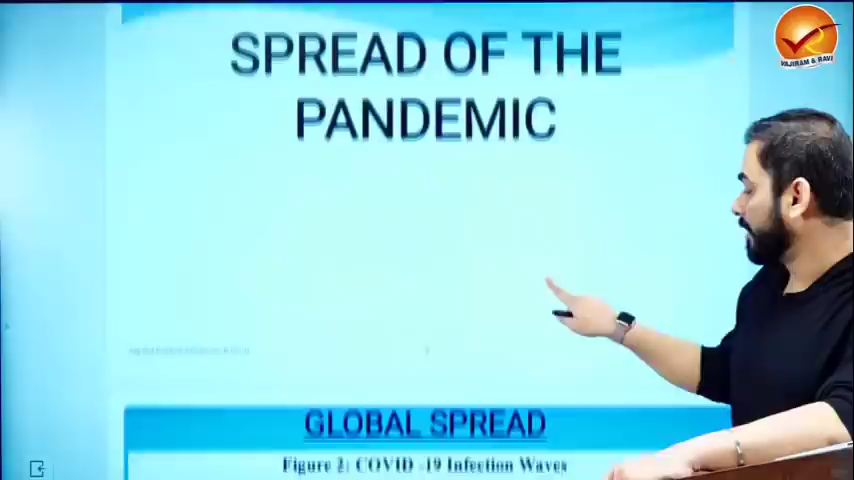 VAJIRAM & RAVI
SPREAD OF THE
PANDEMIC
GLOBAL SPREAD
Figure 2: COVID -19 Infection Waves